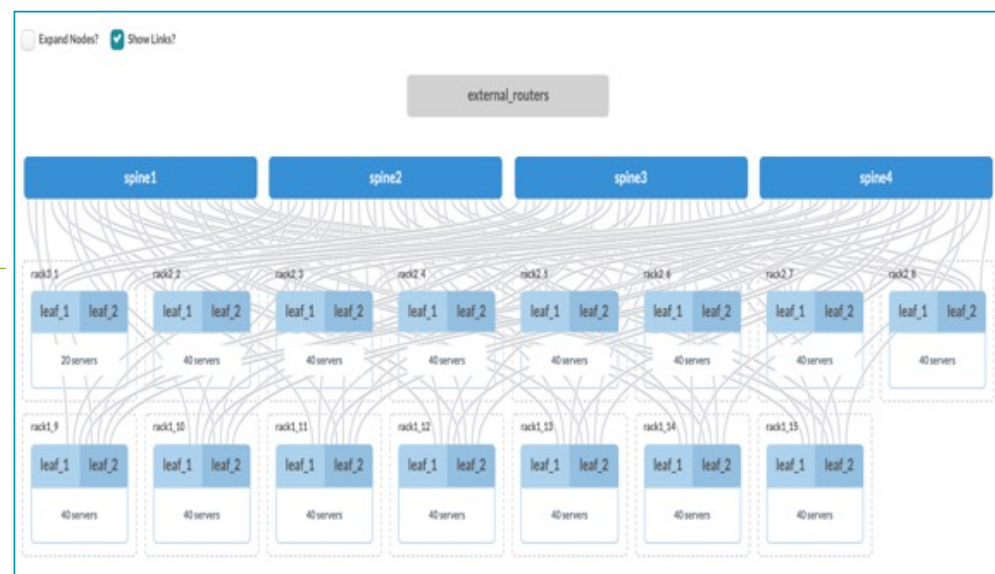 Expand Nodes? Show Links?
external_routers
spine1 spine2 spine3 spine4
rack3_1 rack2_2 rack2_3 rack2_4 rack2_5 rack2_6 rack2_7 rack2_8
leaf_1 leaf_2 leaf_1 leaf_2 leaf_1 leaf_2 leaf_1 leaf_2 leaf_1 leaf_2 leaf_1 leaf_2 leaf_1 leaf_2 leaf_1 leaf_2
20 servers 40 servers 40 servers 40 servers 40 servers 40 servers 40 servers 40 servers
rack1_9 rack1_10 rack1_11 rack1_12 rack1_13 rack1_14 rack1_15
leaf_1 leaf_2 leaf_1 leaf_2 leaf_1 leaf_2 leaf_1 leaf_2 leaf_1 leaf_2 leaf_1 leaf_2 leaf_1 leaf_2
40 servers 40 servers 40 servers 40 servers 40 servers 40 servers 40 servers